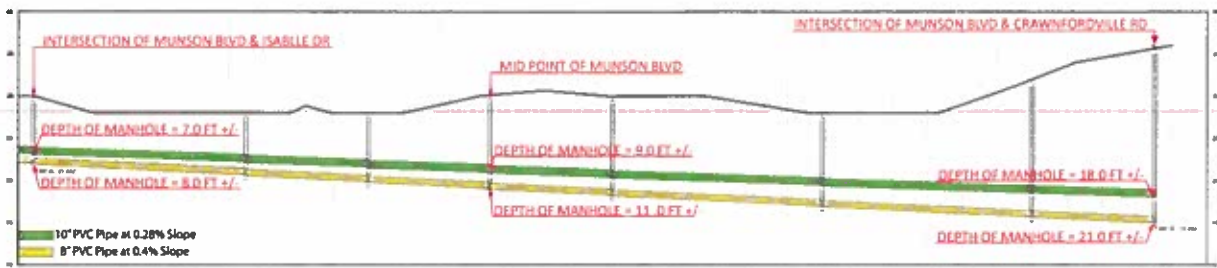 INTERSECTION OF MUNSON BLVD & CRAWNFORDVILLE RD
INTERSECTION OF MUNSON BLVD & ISABLLE DR
MID POINT OF MUNSON BLVD
DEPTH OF MANHOLE = 7.0 FT +/-
DEPTH OF MANHOLE = 9.0 FT +/-
DEPTH OF MANHOLE = 18.0 FT +/-
DEPTH OF MANHOLE = 8.0 FT +/-
DEPTH OF MANHOLE = 11 .0 FT +/
DEPTH OF MANHOLE = 21.0 FT +/-
10" PVC Pipe at 0.28% Slope
8" PVC Pipe at 0.4% Slope